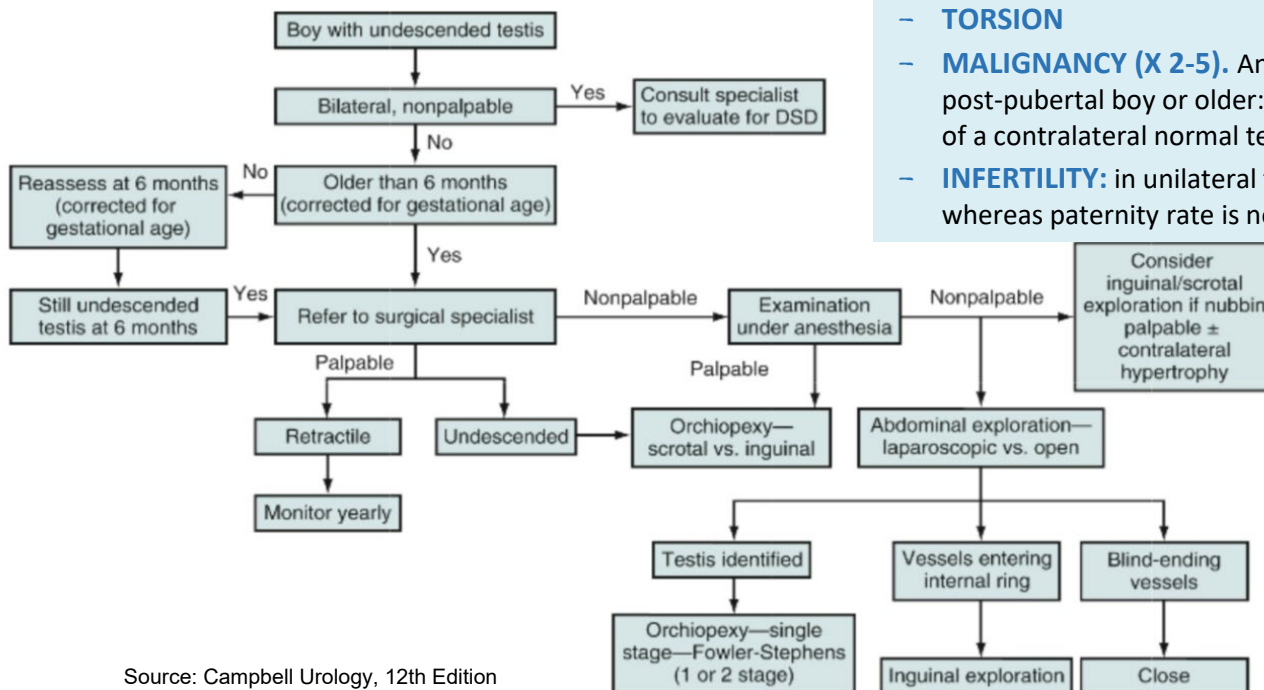 – TORSION
– MALIGNANCY (X 2-5). An
post-pubertal boy or older:
of a contralateral normal te
– INFERTILITY: in unilateral
whereas paternity rate is
Boy with undescended testis
Bilateral, nonpalpable
Yes
Consult specialist
to evaluate for DSD
No
Older than 6 months
(corrected for gestational age)
No
Reassess at 6 months
(corrected for
gestational age)
Yes
Still undescended
testis at 6 months
Yes
Refer to surgical specialist
Nonpalpable
Examination
under anesthesia
Nonpalpable
Consider
inguinal/scrotal
exploration if nubbin
palpable ±
contralateral
hypertrophy
Palpable
Palpable
Retractile
Undescended
Orchiopexy—
scrotal vs. inguinal
Abdominal exploration—
laparoscopic vs. open
Monitor yearly
Testis identified
Vessels entering
internal ring
Blind-ending
vessels
Orchiopexy—single
stage—Fowler-Stephens
(1 or 2 stage)
Inguinal exploration
Close
Source: Campbell Urology, 12th Edition